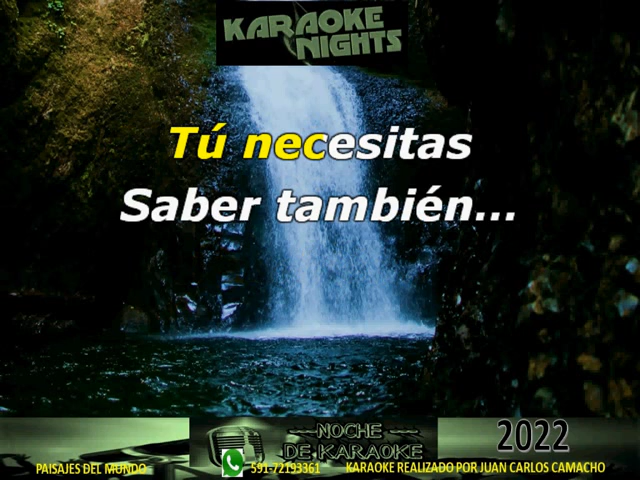 KARAOKE
NIGHTS
Tú necesitas
Saber también...
NOCHE
DE KARAOKE
2022
PAISAJES DEL MUNDO
591-72193361
KARAOKE REALIZADO POR JUAN CARLOS CAMACHO